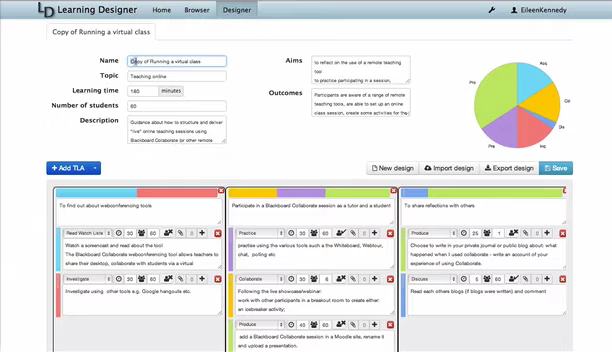 LD Learning Designer Home Browser Designer EileenKennedy
Copy of Running a virtual class
Name Copy of Running a virtual class
Topic Teaching online
Learning time 180 minutes
Number of students 60
Description Guidance about how to structure and deliver
"live" online teaching sessions using
Blackboard Collaborate (or other remote
Aims to reflect on the use of a remote teaching
tool
to practice participating in a session,
Outcomes Participants are aware of a range of remote
teaching tools, are able to set up an online
class session, create some activities for the
Acq
Co
Dis
Inq
Pra
Pro
+ Add TLA New design Import design Export design Save
To find out about webconferencing tools
Read Watch Liste 30 60 0
Watch a screencast and read about the tool
The Blackboard Collaborate webconferencing tool allows teachers to
share their desktop, collaborate with students via a virtual
Investigate 30 60 0
Investigate using other tools e.g. Google hangouts etc.
Participate in a Blackboard Collaborate session as a tutor and a student
Practice 30 60 0
practise using the various tools such a the Whiteboard, Webtour,
chat, polling etc
Collaborate 30 6 0
Following the live showcase/webinar:
work with other participants in a breakout room to create either:
an icebreaker activity;
Produce 40 60 0
add a Blackboard Collaborate session in a Moodle site, rename it
and upload a presentation.
To share reflections with others
Produce 25 1 0
Choose to write in your private journal or public blog about: what
happened when I used collaborate - write an account of your
experience of using Collaborate.
Discuss 5 60 0
Read each others blogs (if blogs were written) and comment